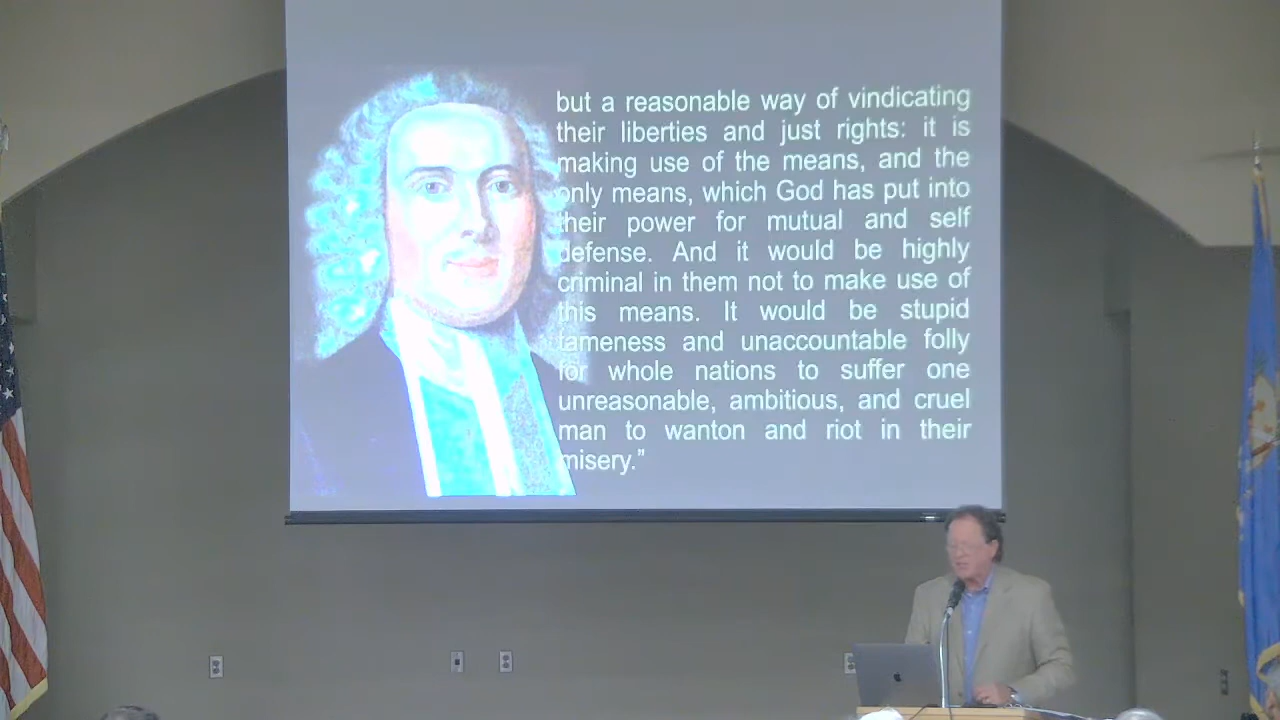 but a reasonable way of vindicating
their liberties and just rights: it is
making use of the means, and the
only means, which God has put into
their power for mutual and self
defense. And it would be highly
criminal in them not to make use of
this means. It would be stupid
tameness and unaccountable folly
for whole nations to suffer one
unreasonable, ambitious, and cruel
man to wanton and riot in their
misery."